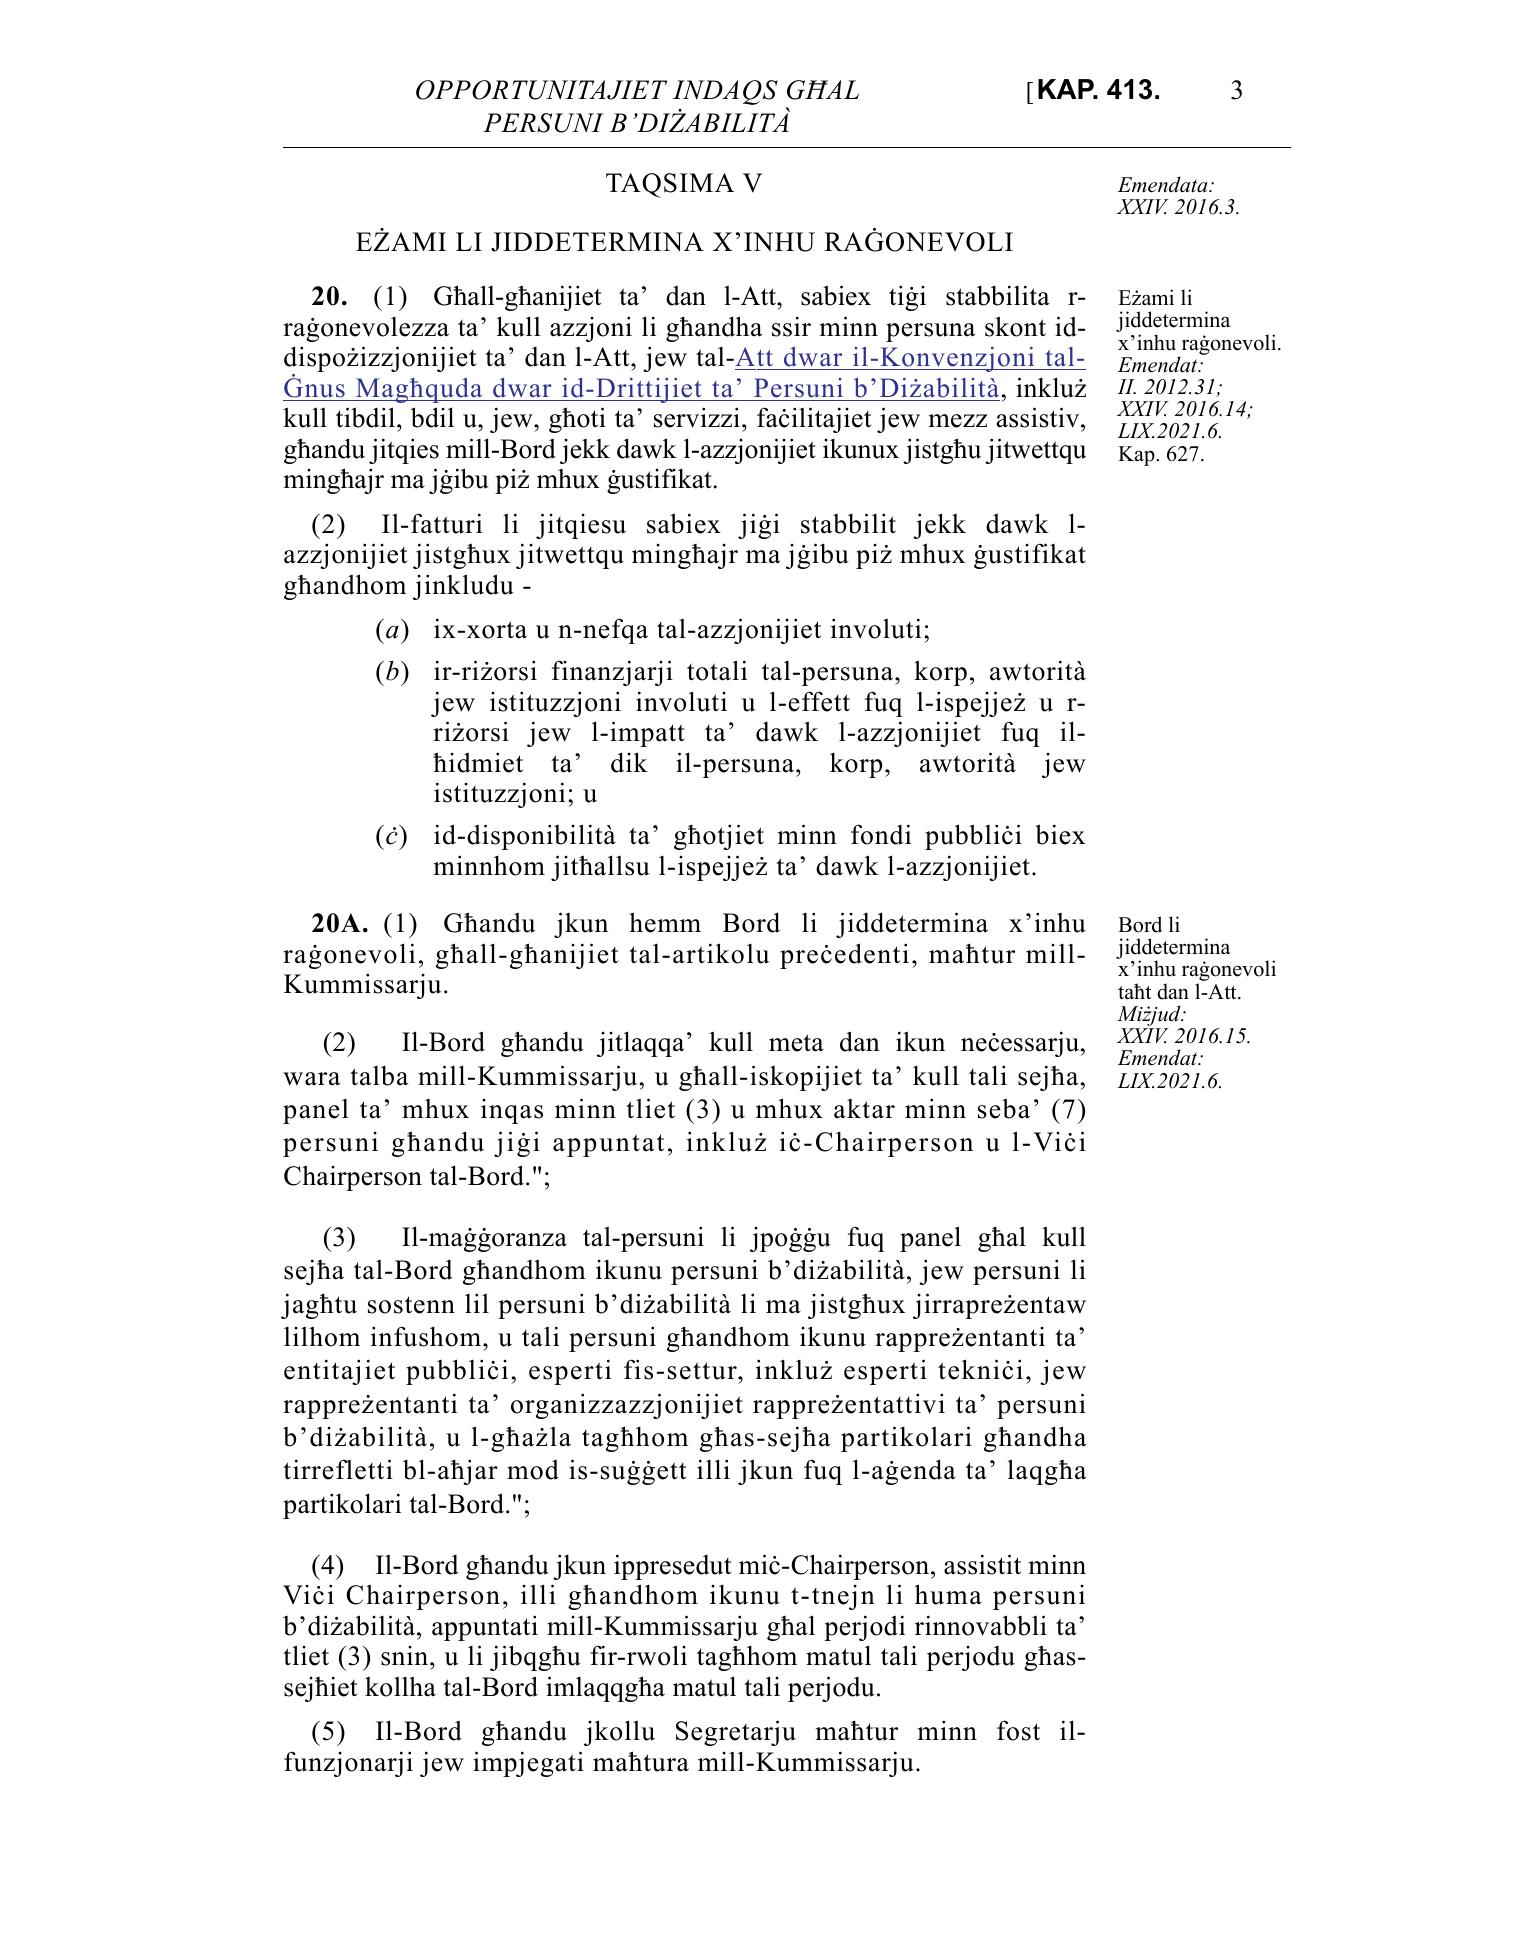 OPPORTUNITAJIET INDAQS GĦAL
PERSUNI B’DIŻABILITÀ
[KAP. 413. 3
TAQSIMA V
Emendata:
XXIV. 2016.3.
EŻAMI LI JIDDETERMINA X’INHU RAĠONEVOLI
20. (1) Għall-għanijiet ta’ dan l-Att, sabiex tiġi stabbilita r-
raġonevolezza ta’ kull azzjoni li għandha ssir minn persuna skont id-
dispożizzjonijiet ta’ dan l-Att, jew tal-Att dwar il-Konvenzjoni tal-
Ġnus Magħquda dwar id-Drittijiet ta’ Persuni b’Diżabilità, inkluż
kull tibdil, bdil u, jew, għoti ta’ servizzi, faċilitajiet jew mezz assistiv,
għandu jitqies mill-Bord jekk dawk l-azzjonijiet ikunux jistgħu jitwettqu
mingħajr ma jġibu piż mhux ġustifikat.
Eżami li
jiddetermina
x’inhu raġonevoli.
Emendat:
II. 2012.31;
XXIV. 2016.14;
LIX.2021.6.
Kap. 627.
(2) Il-fatturi li jitqiesu sabiex jiġi stabbilit jekk dawk l-
azzjonijiet jistgħux jitwettqu mingħajr ma jġibu piż mhux ġustifikat
għandhom jinkludu -
(a) ix-xorta u n-nefqa tal-azzjonijiet involuti;
(b) ir-riżorsi finanzjarji totali tal-persuna, korp, awtorità
jew istituzzjoni involuti u l-effett fuq l-ispejjeż u r-
riżorsi jew l-impatt ta’ dawk l-azzjonijiet fuq il-
ħidmiet ta’ dik il-persuna, korp, awtorità jew
istituzzjoni; u
(ċ) id-disponibilità ta’ għotjiet minn fondi pubbliċi biex
minnhom jitħallsu l-ispejjeż ta’ dawk l-azzjonijiet.
20A. (1) Għandu jkun hemm Bord li jiddetermina x’inhu
raġonevoli, għall-għanijiet tal-artikolu preċedenti, maħtur mill-
Kummissarju.
Bord li
jiddetermina
x’inhu raġonevoli
taħt dan l-Att.
Miżjud:
XXIV. 2016.15.
Emendat:
LIX.2021.6.
(2) Il-Bord għandu jitlaqqa’ kull meta dan ikun neċessarju,
wara talba mill-Kummissarju, u għall-iskopijiet ta’ kull tali sejħa,
panel ta’ mhux inqas minn tliet (3) u mhux aktar minn seba’ (7)
persuni għandu jiġi appuntat, inkluż iċ-Chairperson u l-Viċi
Chairperson tal-Bord.";
(3) Il-maġġoranza tal-persuni li jpoġġu fuq panel għal kull
sejħa tal-Bord għandhom ikunu persuni b’diżabilità, jew persuni li
jagħtu sostenn lil persuni b’diżabilità li ma jistgħux jirrapreżentaw
lilhom infushom, u tali persuni għandhom ikunu rappreżentanti ta’
entitajiet pubbliċi, esperti fis-settur, inkluż esperti tekniċi, jew
rappreżentanti ta’ organizzazzjonijiet rappreżentattivi ta’ persuni
b’diżabilità, u l-għażla tagħhom għas-sejħa partikolari għandha
tirrefletti bl-aħjar mod is-suġġett illi jkun fuq l-aġenda ta’ laqgħa
partikolari tal-Bord.";
(4) Il-Bord għandu jkun ippresedut miċ-Chairperson, assistit minn
Viċi Chairperson, illi għandhom ikunu t-tnejn li huma persuni
b’diżabilità, appuntati mill-Kummissarju għal perjodi rinnovabbli ta’
tliet (3) snin, u li jibqgħu fir-rwoli tagħhom matul tali perjodu għas-
sejħiet kollha tal-Bord imlaqqgħa matul tali perjodu.
(5) Il-Bord għandu jkollu Segretarju maħtur minn fost il-
funzjonarji jew impjegati maħtura mill-Kummissarju.